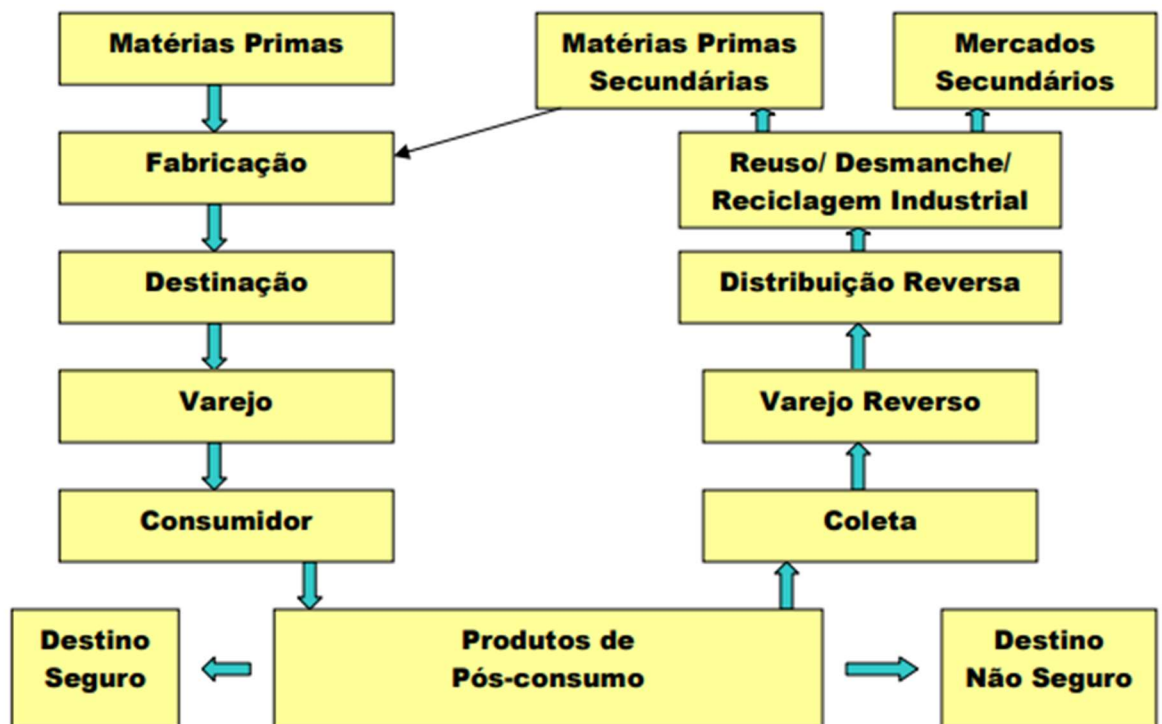 Matérias Primas
Matérias Primas
Secundárias
Mercados
Secundários
Fabricação
Reuso/ Desmanche/
Reciclagem Industrial
Destinação
Distribuição Reversa
Varejo
Varejo Reverso
Consumidor
Coleta
Destino
Seguro
Produtos de
Pós-consumo
Destino
Não Seguro